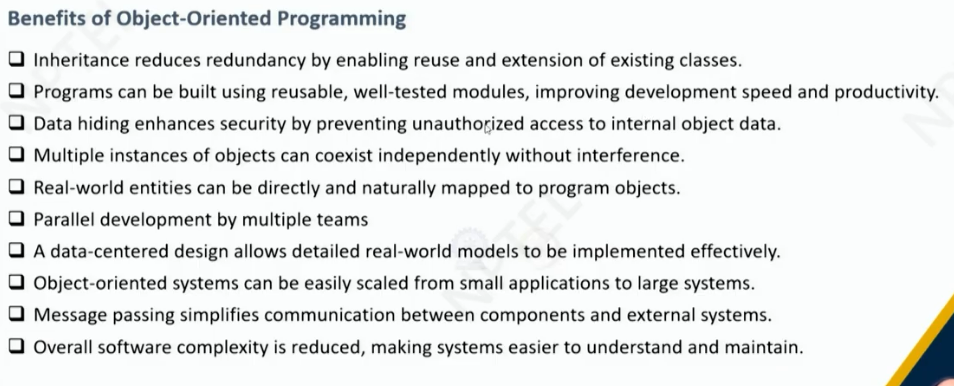 Benefits of Object-Oriented Programming
❑ Inheritance reduces redundancy by enabling reuse and extension of existing classes.
❑ Programs can be built using reusable, well-tested modules, improving development speed and productivity.
❑ Data hiding enhances security by preventing unauthorized access to internal object data.
❑ Multiple instances of objects can coexist independently without interference.
❑ Real-world entities can be directly and naturally mapped to program objects.
❑ Parallel development by multiple teams
❑ A data-centered design allows detailed real-world models to be implemented effectively.
❑ Object-oriented systems can be easily scaled from small applications to large systems.
❑ Message passing simplifies communication between components and external systems.
❑ Overall software complexity is reduced, making systems easier to understand and maintain.